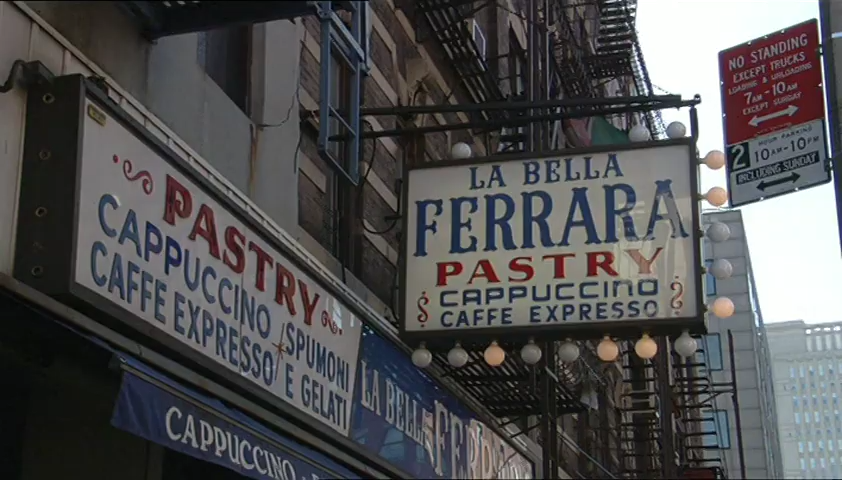 PASTRY
CAPPUCCINO
CAFFE EXPRESSO
SPUMONI
E GELATI
LA BELLA
CAPPUCCINO
LA BELLA
FERRARA
PASTRY
CAPPUCCINO
CAFFE EXPRESSO
NO STANDING
EXCEPT TRUCKS
LOADING & UNLOADING
7AM-10AM
EXCEPT SUNDAY
2 HOUR PARKING
10AM-10PM
INCLUDING SUNDAY